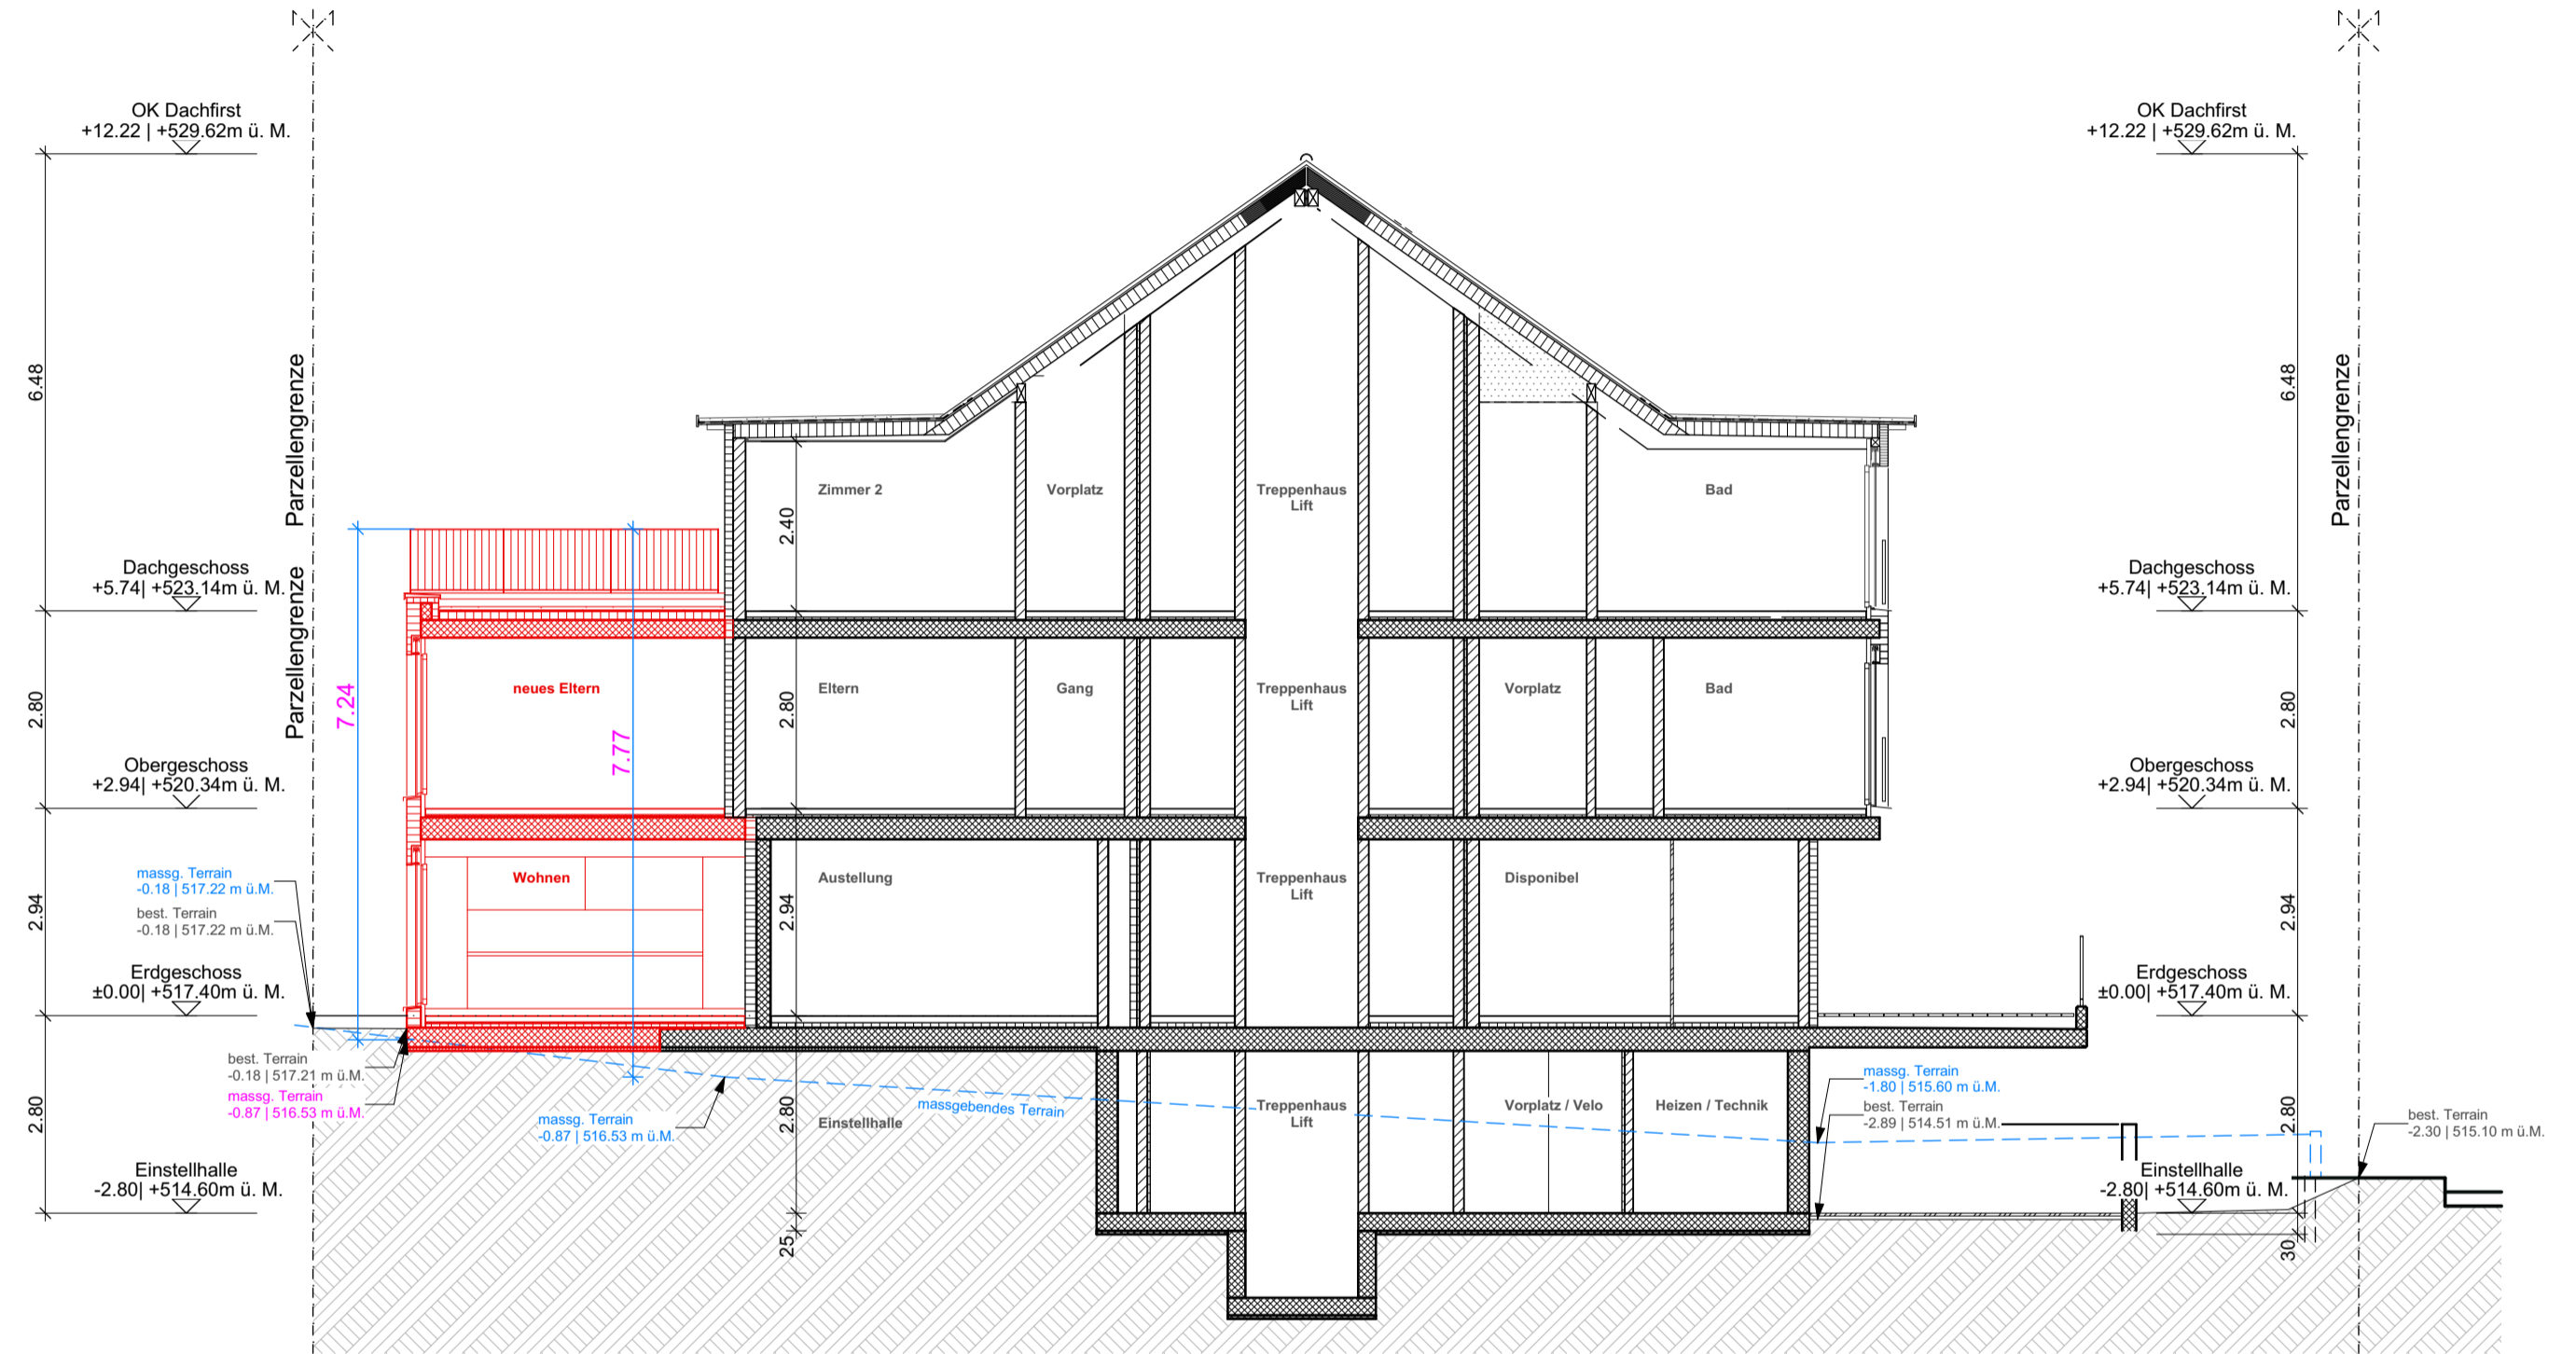 OK Dachfirst
+12.22 | +529.62m ü. M.
OK Dachfirst
+12.22 | +529.62m ü. M.
Parzellengrenze
Parzellengrenze
Parzellengrenze
6.48
6.48
Zimmer 2
Vorplatz
Treppenhaus
Lift
Bad
2.40
Dachgeschoss
+5.74| +523.14m ü. M.
Dachgeschoss
+5.74| +523.14m ü. M.
7.24
7.77
2.80
neues Eltern
Eltern
2.80
Gang
Treppenhaus
Lift
Vorplatz
Bad
2.80
Obergeschoss
+2.94| +520.34m ü. M.
Obergeschoss
+2.94| +520.34m ü. M.
massg. Terrain
-0.18 | 517.22 m ü.M.
best. Terrain
-0.18 | 517.22 m ü.M.
2.94
Wohnen
Austellung
2.94
Treppenhaus
Lift
Disponibel
2.94
Erdgeschoss
±0.00| +517.40m ü. M.
Erdgeschoss
±0.00| +517.40m ü. M.
best. Terrain
-0.18 | 517.21 m ü.M.
massg. Terrain
-0.87 | 516.53 m ü.M.
massg. Terrain
-0.87 | 516.53 m ü.M.
massgebendes Terrain
2.80
2.80
Einstellhalle
Treppenhaus
Lift
Vorplatz / Velo
Heizen / Technik
massg. Terrain
-1.80 | 515.60 m ü.M.
best. Terrain
-2.89 | 514.51 m ü.M.
2.80
best. Terrain
-2.30 | 515.10 m ü.M.
Einstellhalle
-2.80| +514.60m ü. M.
Einstellhalle
-2.80| +514.60m ü. M.
25
30